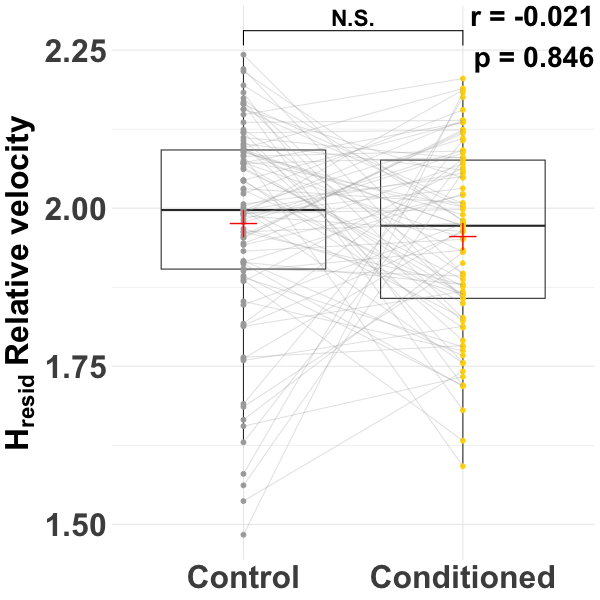 N.S.
r = -0.021
p = 0.846
2.25
2.00
1.75
1.50
Hresid Relative velocity
Control
Conditioned